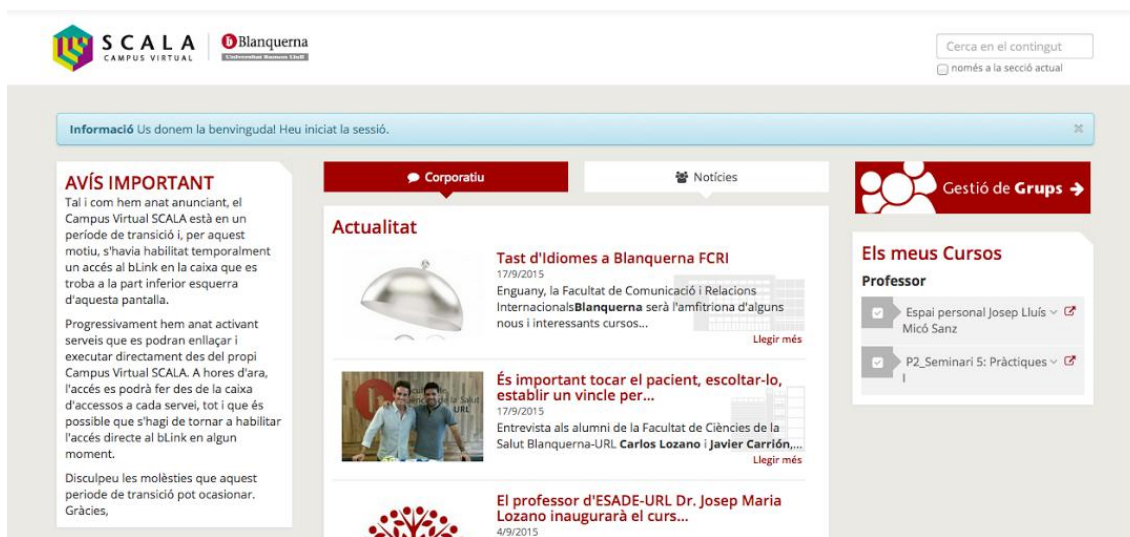 SCALA
CAMPUS VIRTUAL
Blanquerna
Universitat Ramon Llull
Cerca en el contingut
només a la secció actual
Informació Us donem la benvinguda! Heu iniciat la sessió.
AVÍS IMPORTANT
Tal i com hem anat anunciant, el
Campus Virtual SCALA està en un
període de transició i, per aquest
motiu, s'havia habilitat temporalment
un accés al bLink en la caixa que es
troba a la part inferior esquerra
d'aquesta pantalla.
Progressivament hem anat activant
serveis que es podran enllaçar i
executar directament des del propi
Campus Virtual SCALA. A hores d'ara,
l'accés es podrà fer des de la caixa
d'accessos a cada servei, tot i que és
possible que s'hagi de tornar a habilitar
l'accés directe al bLink en algun
moment.
Disculpeu les molèsties que aquest
periode de transició pot ocasionar.
Gràcies,
Corporatiu
Notícies
Actualitat
Tast d'Idiomes a Blanquerna FCRI
17/9/2015
Enguany, la Facultat de Comunicació i Relacions
InternacionalsBlanquerna serà l'amfitriona d'alguns
nous i interessants cursos...
Llegir més
És important tocar el pacient, escoltar-lo,
establir un vincle per...
17/9/2015
Entrevista als alumni de la Facultat de Ciències de la
Salut Blanquerna-URL Carlos Lozano i Javier Carrión,...
Llegir més
El professor d'ESADE-URL Dr. Josep Maria
Lozano inaugurarà el curs...
4/9/2015
Gestió de Grups
Els meus Cursos
Professor
Espai personal Josep Lluís
Micó Sanz
P2_Seminari 5: Pràctiques
I